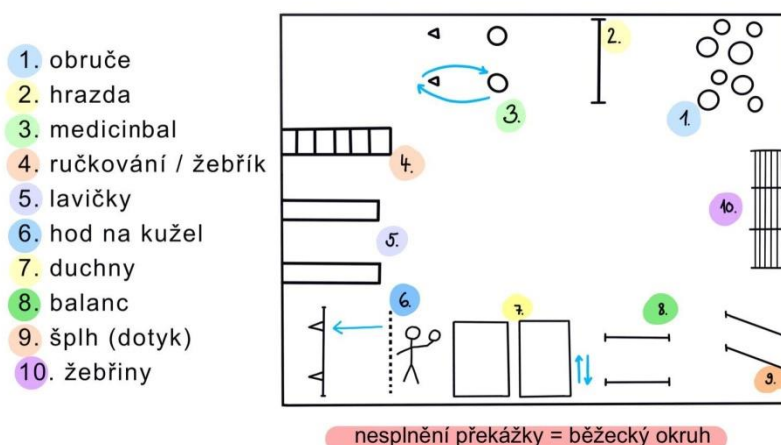 1. obruče
2. hrazda
3. medicinbal
4. ručkování / žebřík
5. lavičky
6. hod na kužel
7. duchny
8. balanc
9. šplh (dotyk)
10. žebřiny
2.
3.
1.
4.
10.
5.
6.
7.
8.
9.
nesplnění překážky = běžecký okruh